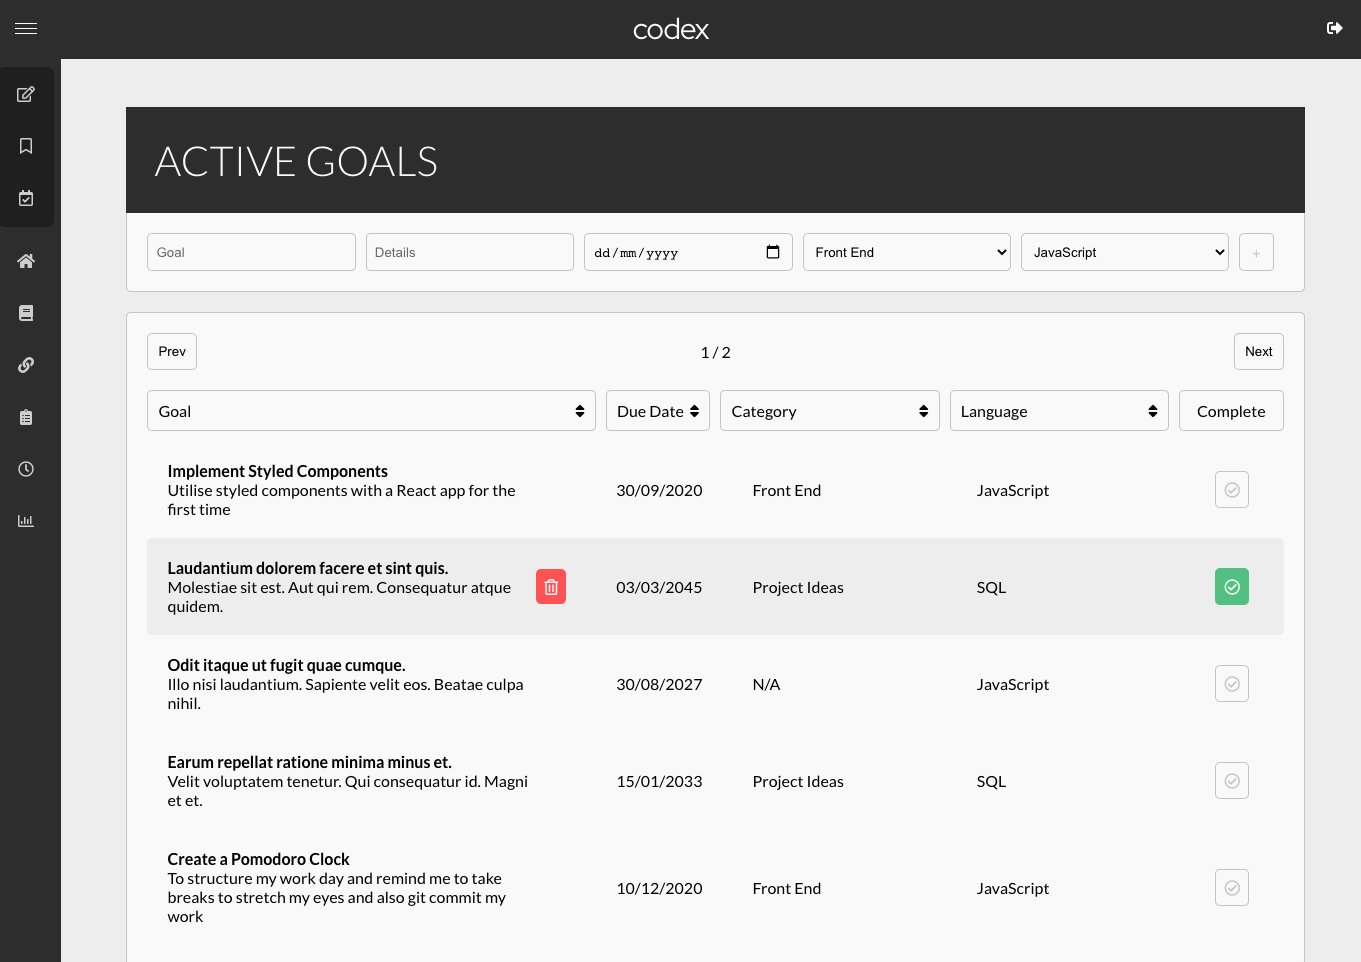 codex
ACTIVE GOALS
Goal
Details
dd/mm/yyyy
Front End
JavaScript
+
Prev
1 / 2
Next
Goal
Due Date
Category
Language
Complete
Implement Styled Components
Utilise styled components with a React app for the
first time
30/09/2020
Front End
JavaScript
Laudantium dolorem facere et sint quis.
Molestiae sit est. Aut qui rem. Consequatur atque
quidem.
03/03/2045
Project Ideas
SQL
Odit itaque ut fugit quae cumque.
Illo nisi laudantium. Sapiente velit eos. Beatae culpa
nihil.
30/08/2027
N/A
JavaScript
Earum repellat ratione minima minus et.
Velit voluptatem tenetur. Qui consequatur id. Magni
et et.
15/01/2033
Project Ideas
SQL
Create a Pomodoro Clock
To structure my work day and remind me to take
breaks to stretch my eyes and also git commit my
work
10/12/2020
Front End
JavaScript